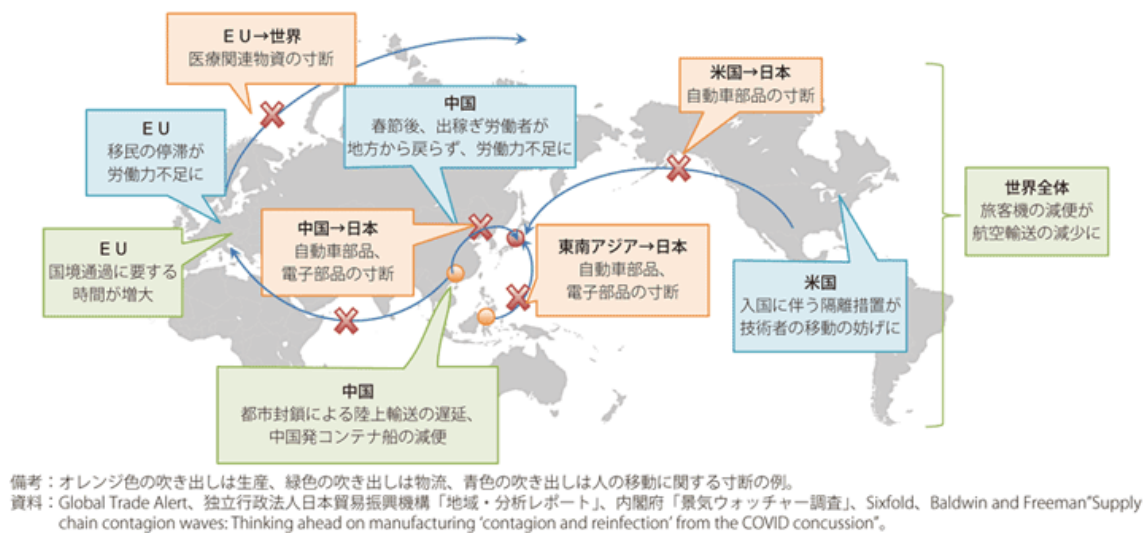 ＥＵ→世界
医療関連物資の寸断
米国→日本
自動車部品の寸断
中国
春節後、出稼ぎ労働者が
地方から戻らず、労働力不足に
ＥＵ
移民の停滞が
労働力不足に
世界全体
旅客機の減便が
航空輸送の減少に
中国→日本
自動車部品、
電子部品の寸断
東南アジア→日本
自動車部品、
電子部品の寸断
ＥＵ
国境通過に要する
時間が増大
米国
入国に伴う隔離措置が
技術者の移動の妨げに
中国
都市封鎖による陸上輸送の遅延、
中国発コンテナ船の減便
備考：オレンジ色の吹き出しは生産、緑色の吹き出しは物流、青色の吹き出しは人の移動に関する寸断の例。
資料：Global Trade Alert、独立行政法人日本貿易振興機構「地域・分析レポート」、内閣府「景気ウォッチャー調査」、Sixfold、Baldwin and Freeman“Supply
chain contagion waves: Thinking ahead on manufacturing ‘contagion and reinfection’ from the COVID concussion”。